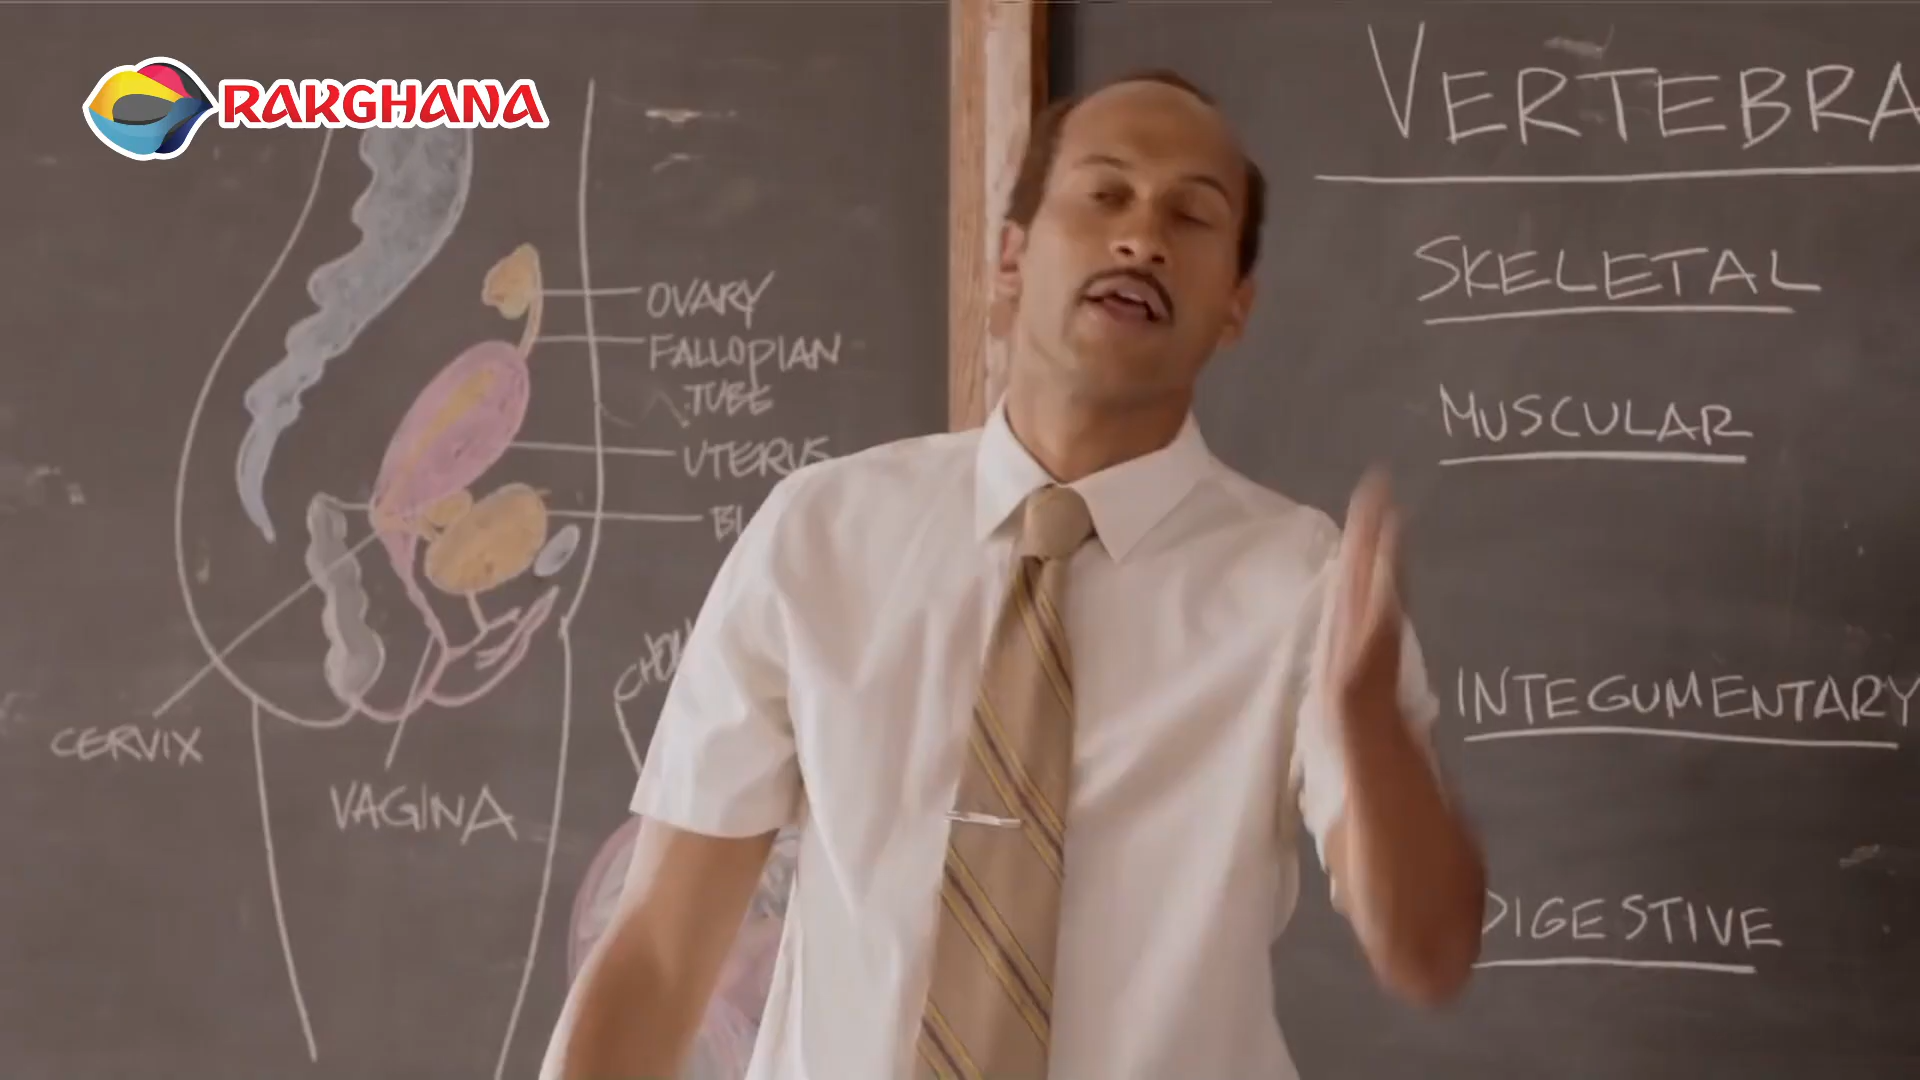 RAKGHANA
OVARY
FALLOPIAN
TUBE
UTERUS
CERVIX
VAGINA
VERTEBRA
SKELETAL
MUSCULAR
INTEGUMENTARY
DIGESTIVE